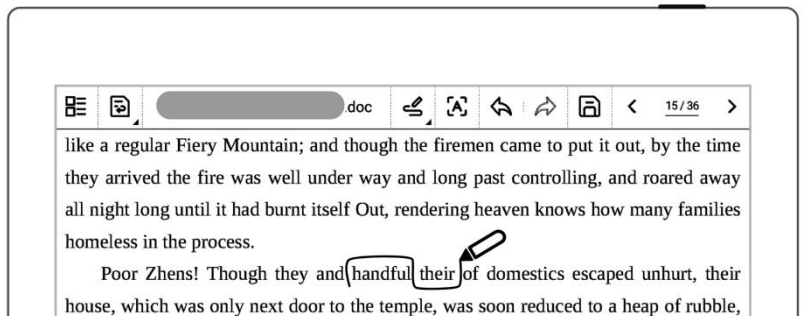 .doc 15/36
like a regular Fiery Mountain; and though the firemen came to put it out, by the time
they arrived the fire was well under way and long past controlling, and roared away
all night long until it had burnt itself Out, rendering heaven knows how many families
homeless in the process.
Poor Zhens! Though they and handful their of domestics escaped unhurt, their
house, which was only next door to the temple, was soon reduced to a heap of rubble,